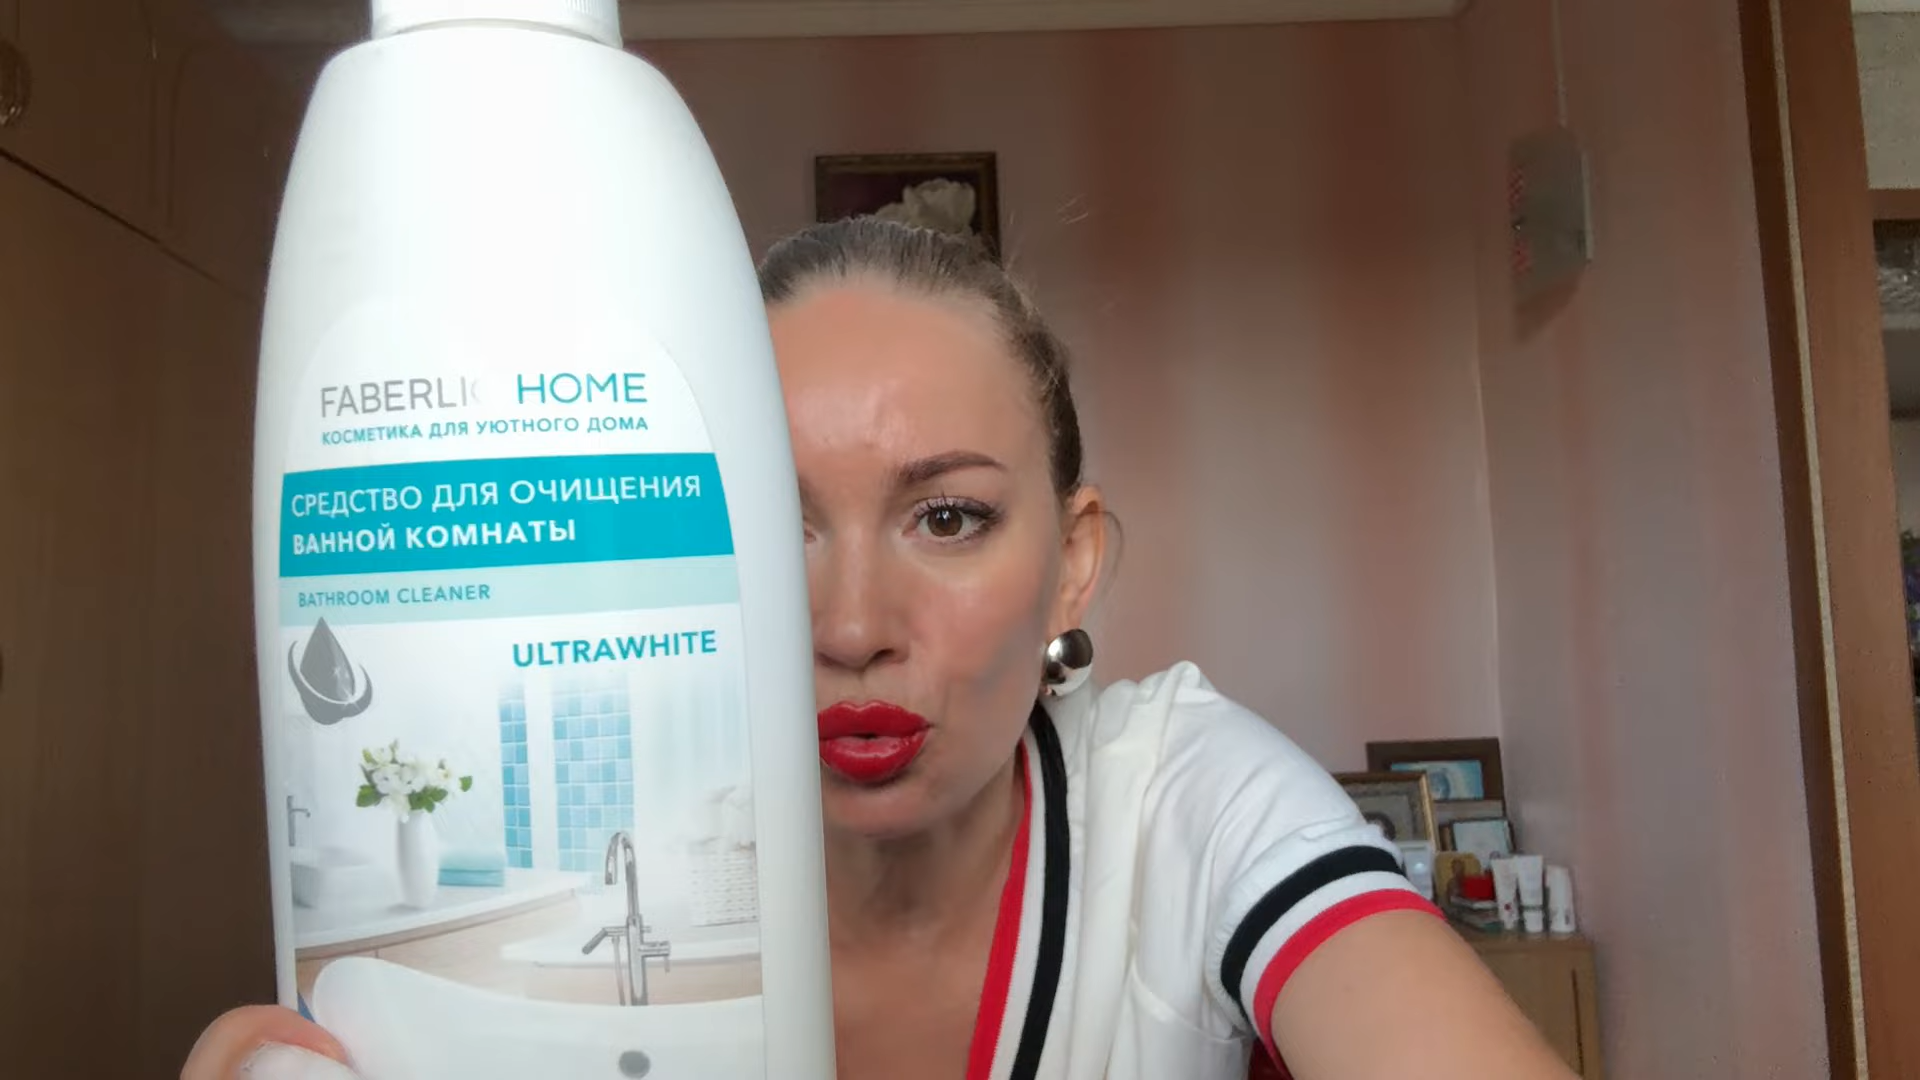 FABERLIC HOME
КОСМЕТИКА ДЛЯ УЮТНОГО ДОМА
СРЕДСТВО ДЛЯ ОЧИЩЕНИЯ
ВАННОЙ КОМНАТЫ
BATHROOM CLEANER
ULTRAWHITE